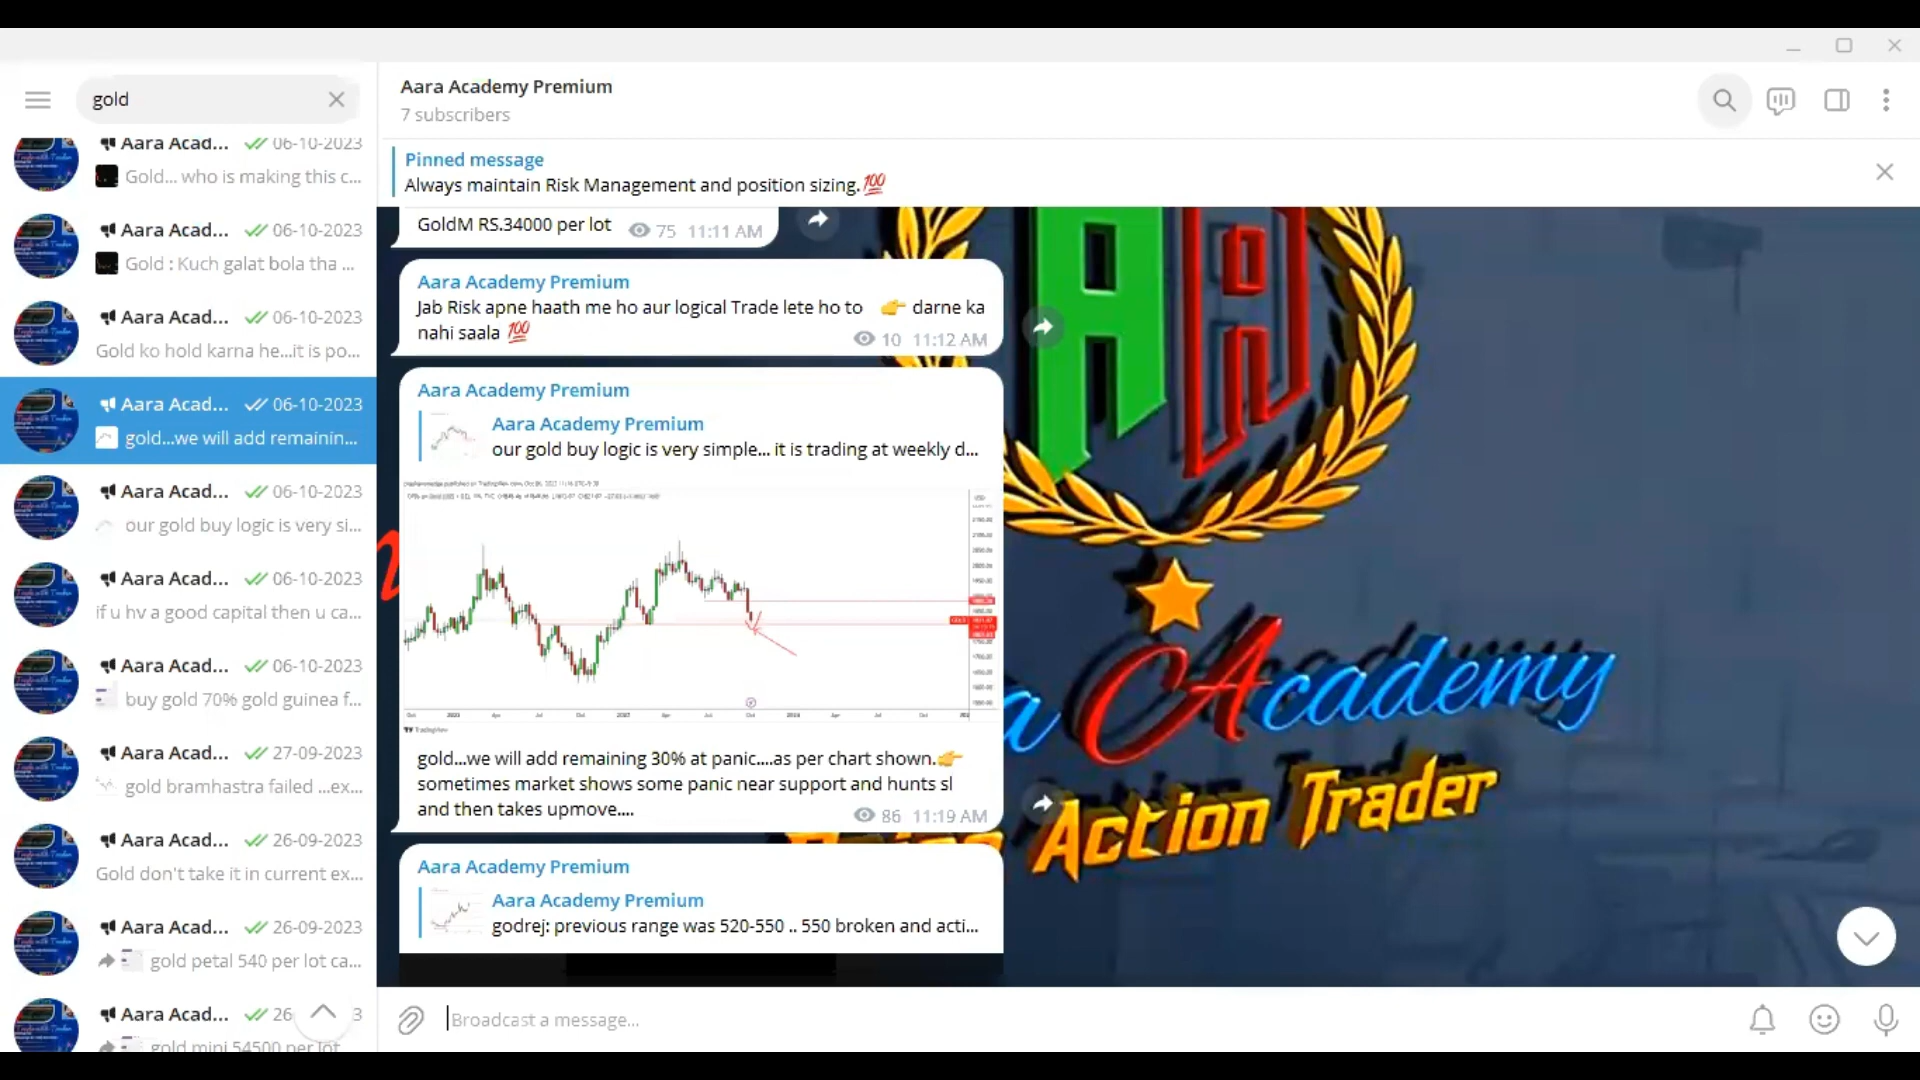 gold
Aara Acad... 06-10-2023
Gold... who is making this c...
Aara Acad... 06-10-2023
Gold : Kuch galat bola tha ...
Aara Acad... 06-10-2023
Gold ko hold karna he...it is po...
Aara Acad... 06-10-2023
gold...we will add remainin...
Aara Acad... 06-10-2023
our gold buy logic is very si...
Aara Acad... 06-10-2023
if u hv a good capital then u ca...
Aara Acad... 06-10-2023
buy gold 70% gold guinea f...
Aara Acad... 27-09-2023
gold bramhastra failed ...ex...
Aara Acad... 26-09-2023
Gold don't take it in current ex...
Aara Acad... 26-09-2023
gold petal 540 per lot ca...
Aara Acad... 26 3
gold mini 54500 per lot
Aara Academy Premium
7 subscribers
Pinned message
Always maintain Risk Management and position sizing.💯
GoldM RS.34000 per lot 75 11:11 AM
Aara Academy Premium
Jab Risk apne haath me ho aur logical Trade lete ho to 👉 darne ka
nahi saala 💯 10 11:12 AM
Aara Academy Premium
Aara Academy Premium
our gold buy logic is very simple... it is trading at weekly d...
TradingView
gold...we will add remaining 30% at panic....as per chart shown.👉
sometimes market shows some panic near support and hunts sl
and then takes upmove.... 86 11:19 AM
Aara Academy Premium
Aara Academy Premium
godrej: previous range was 520-550 .. 550 broken and acti...
Broadcast a message...
AA
a Academy
Action Trader